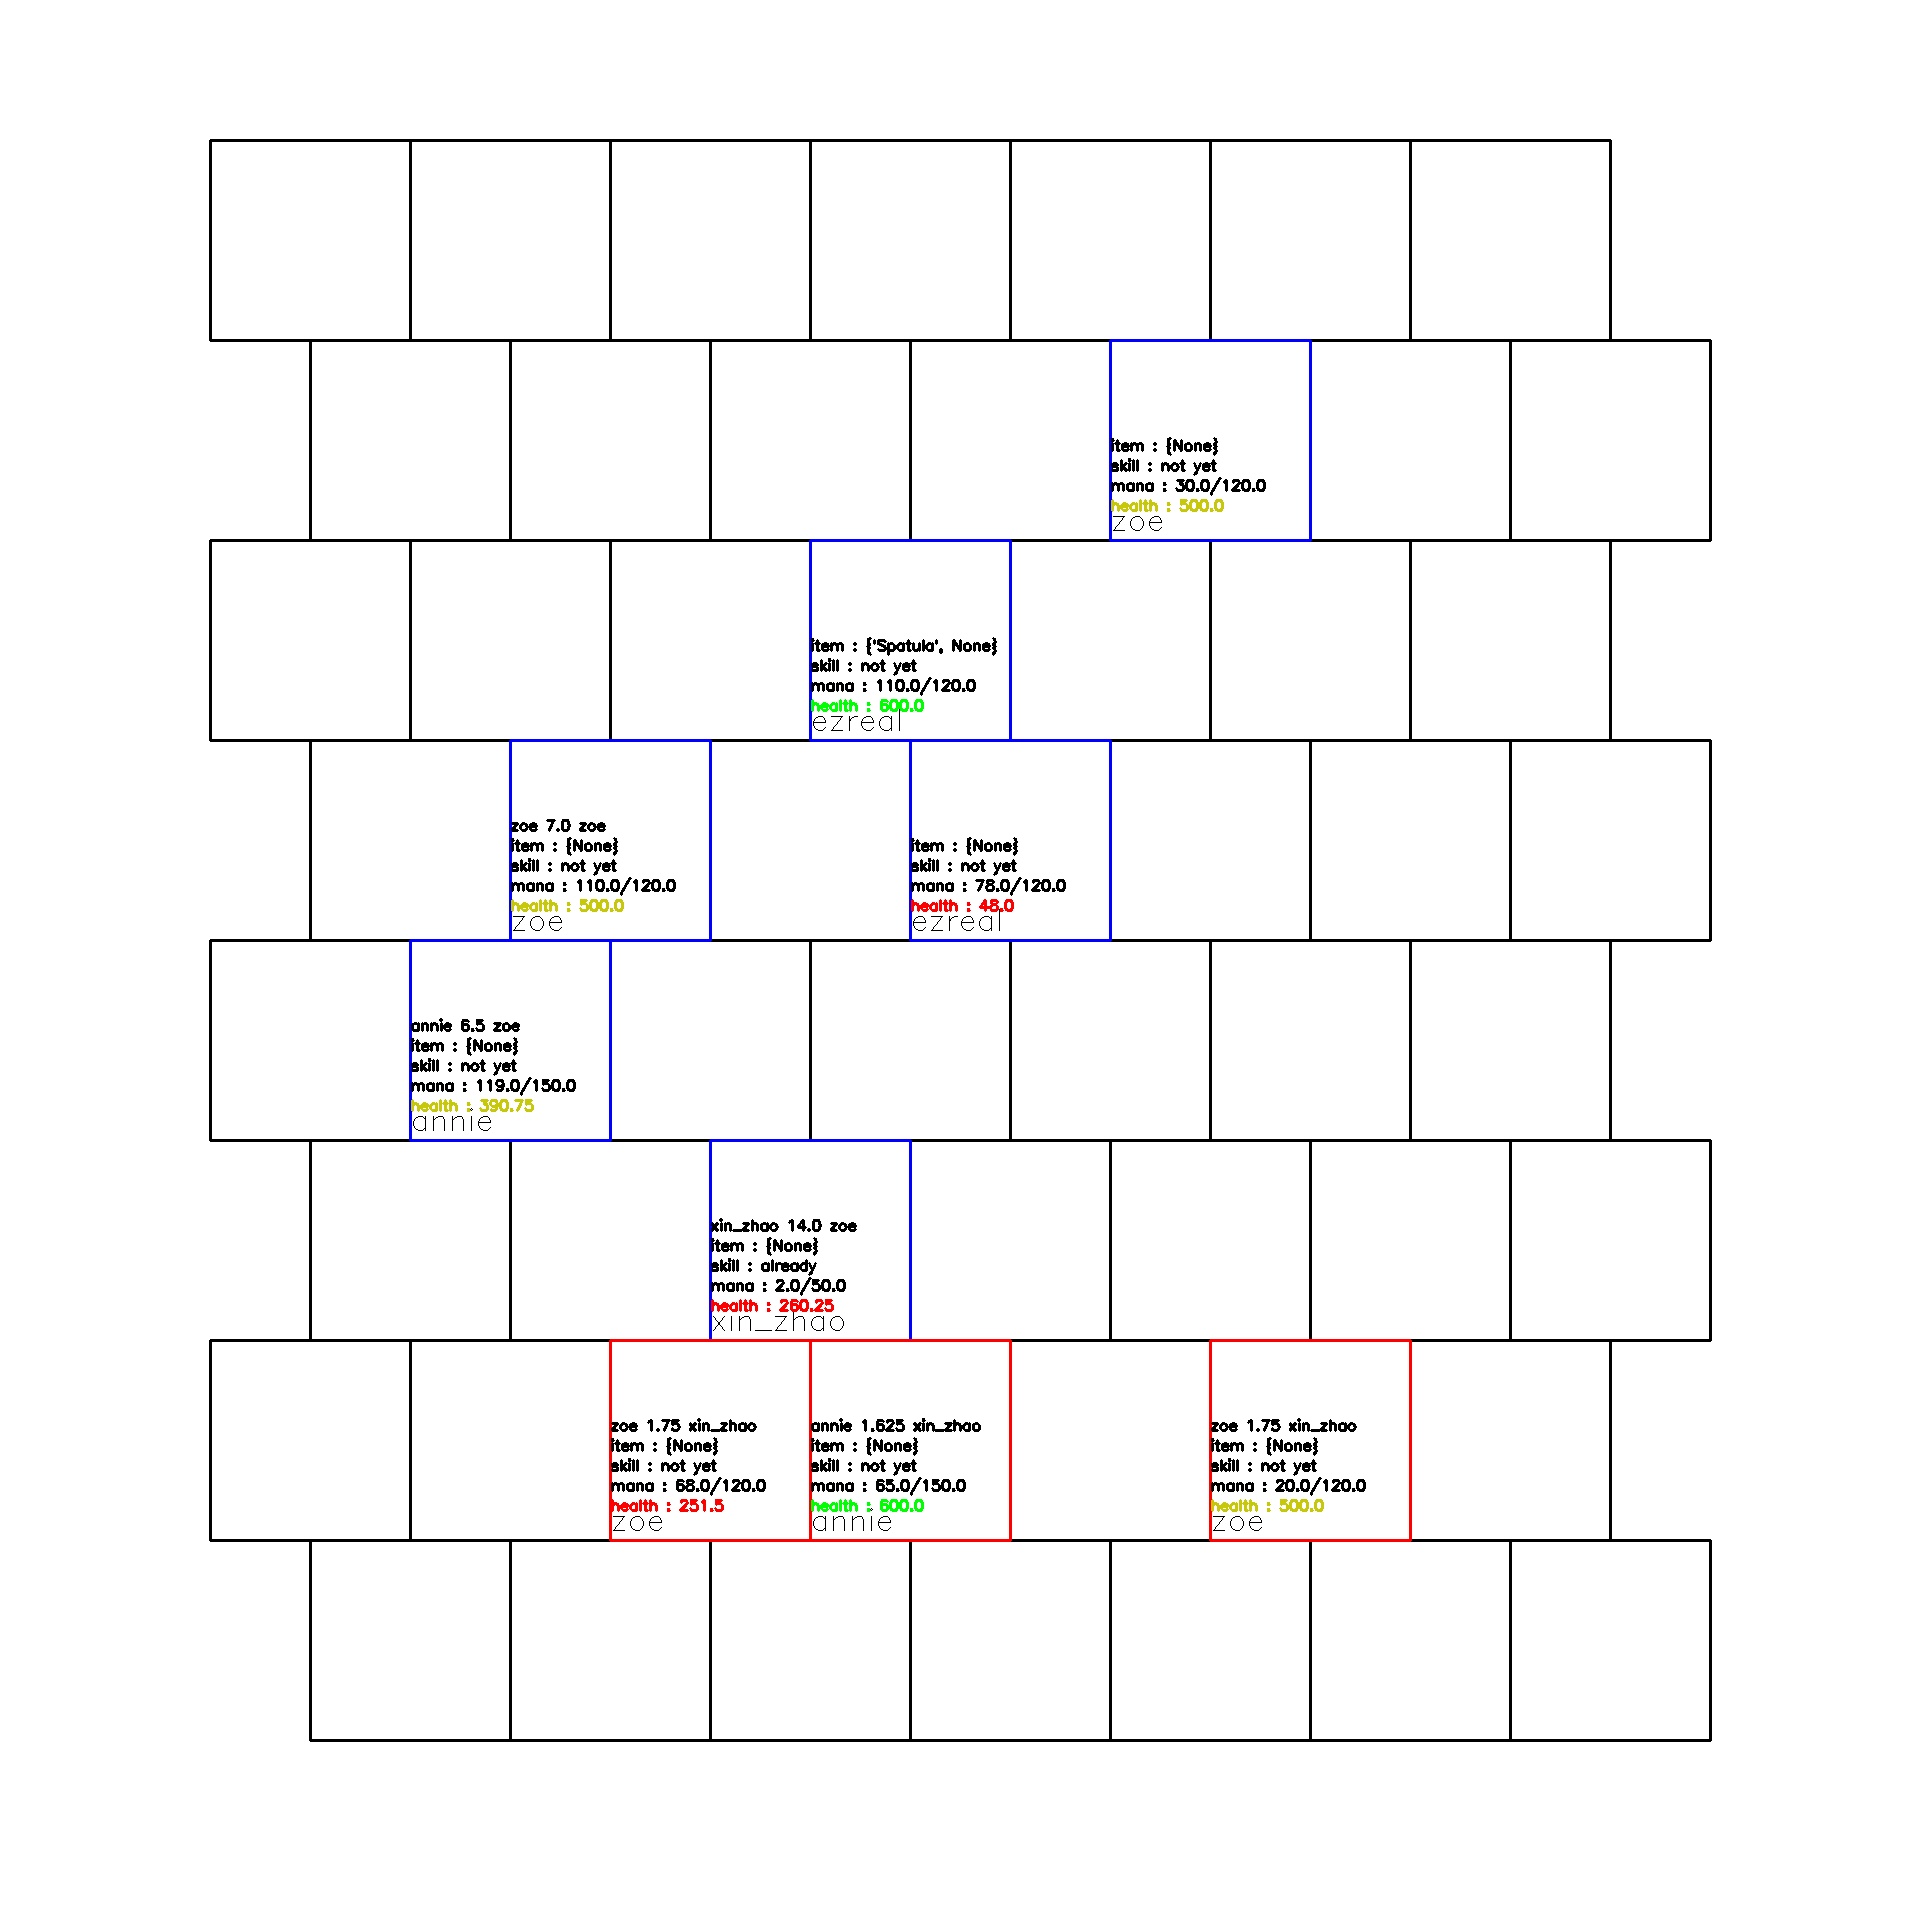 item : {None}
skill : not yet
mana : 30.0/120.0
health : 500.0
zoe
item : {'Spatula', None}
skill : not yet
mana : 110.0/120.0
health : 600.0
ezreal
zoe 7.0 zoe
item : {None}
skill : not yet
mana : 110.0/120.0
health : 500.0
zoe
item : {None}
skill : not yet
mana : 78.0/120.0
health : 48.0
ezreal
annie 6.5 zoe
item : {None}
skill : not yet
mana : 119.0/150.0
health : 390.75
annie
xin_zhao 14.0 zoe
item : {None}
skill : already
mana : 2.0/50.0
health : 260.25
xin_zhao
zoe 1.75 xin_zhao
item : {None}
skill : not yet
mana : 68.0/120.0
health : 251.5
zoe
annie 1.625 xin_zhao
item : {None}
skill : not yet
mana : 65.0/150.0
health : 600.0
annie
zoe 1.75 xin_zhao
item : {None}
skill : not yet
mana : 20.0/120.0
health : 500.0
zoe